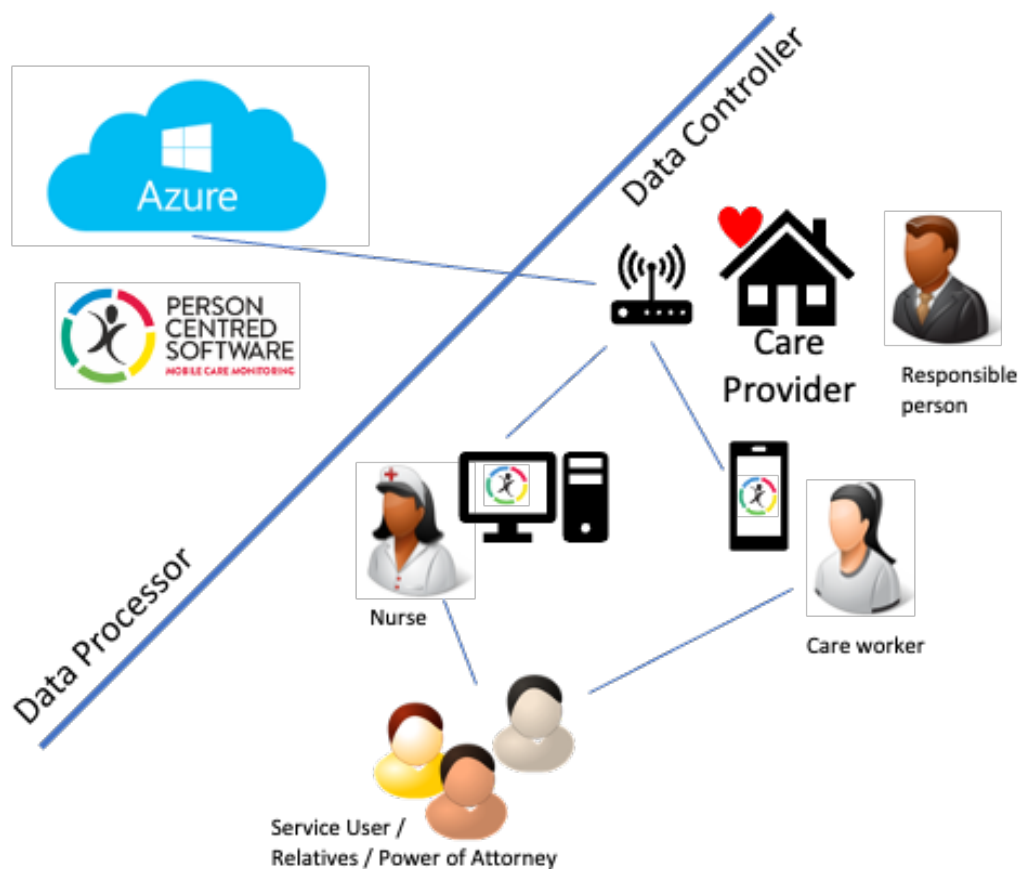 Data Controller
Azure
PERSON
CENTRED
SOFTWARE
MOBILE CARE MONITORING
Care
Provider
Responsible
person
Data Processor
Nurse
Care worker
Service User /
Relatives / Power of Attorney